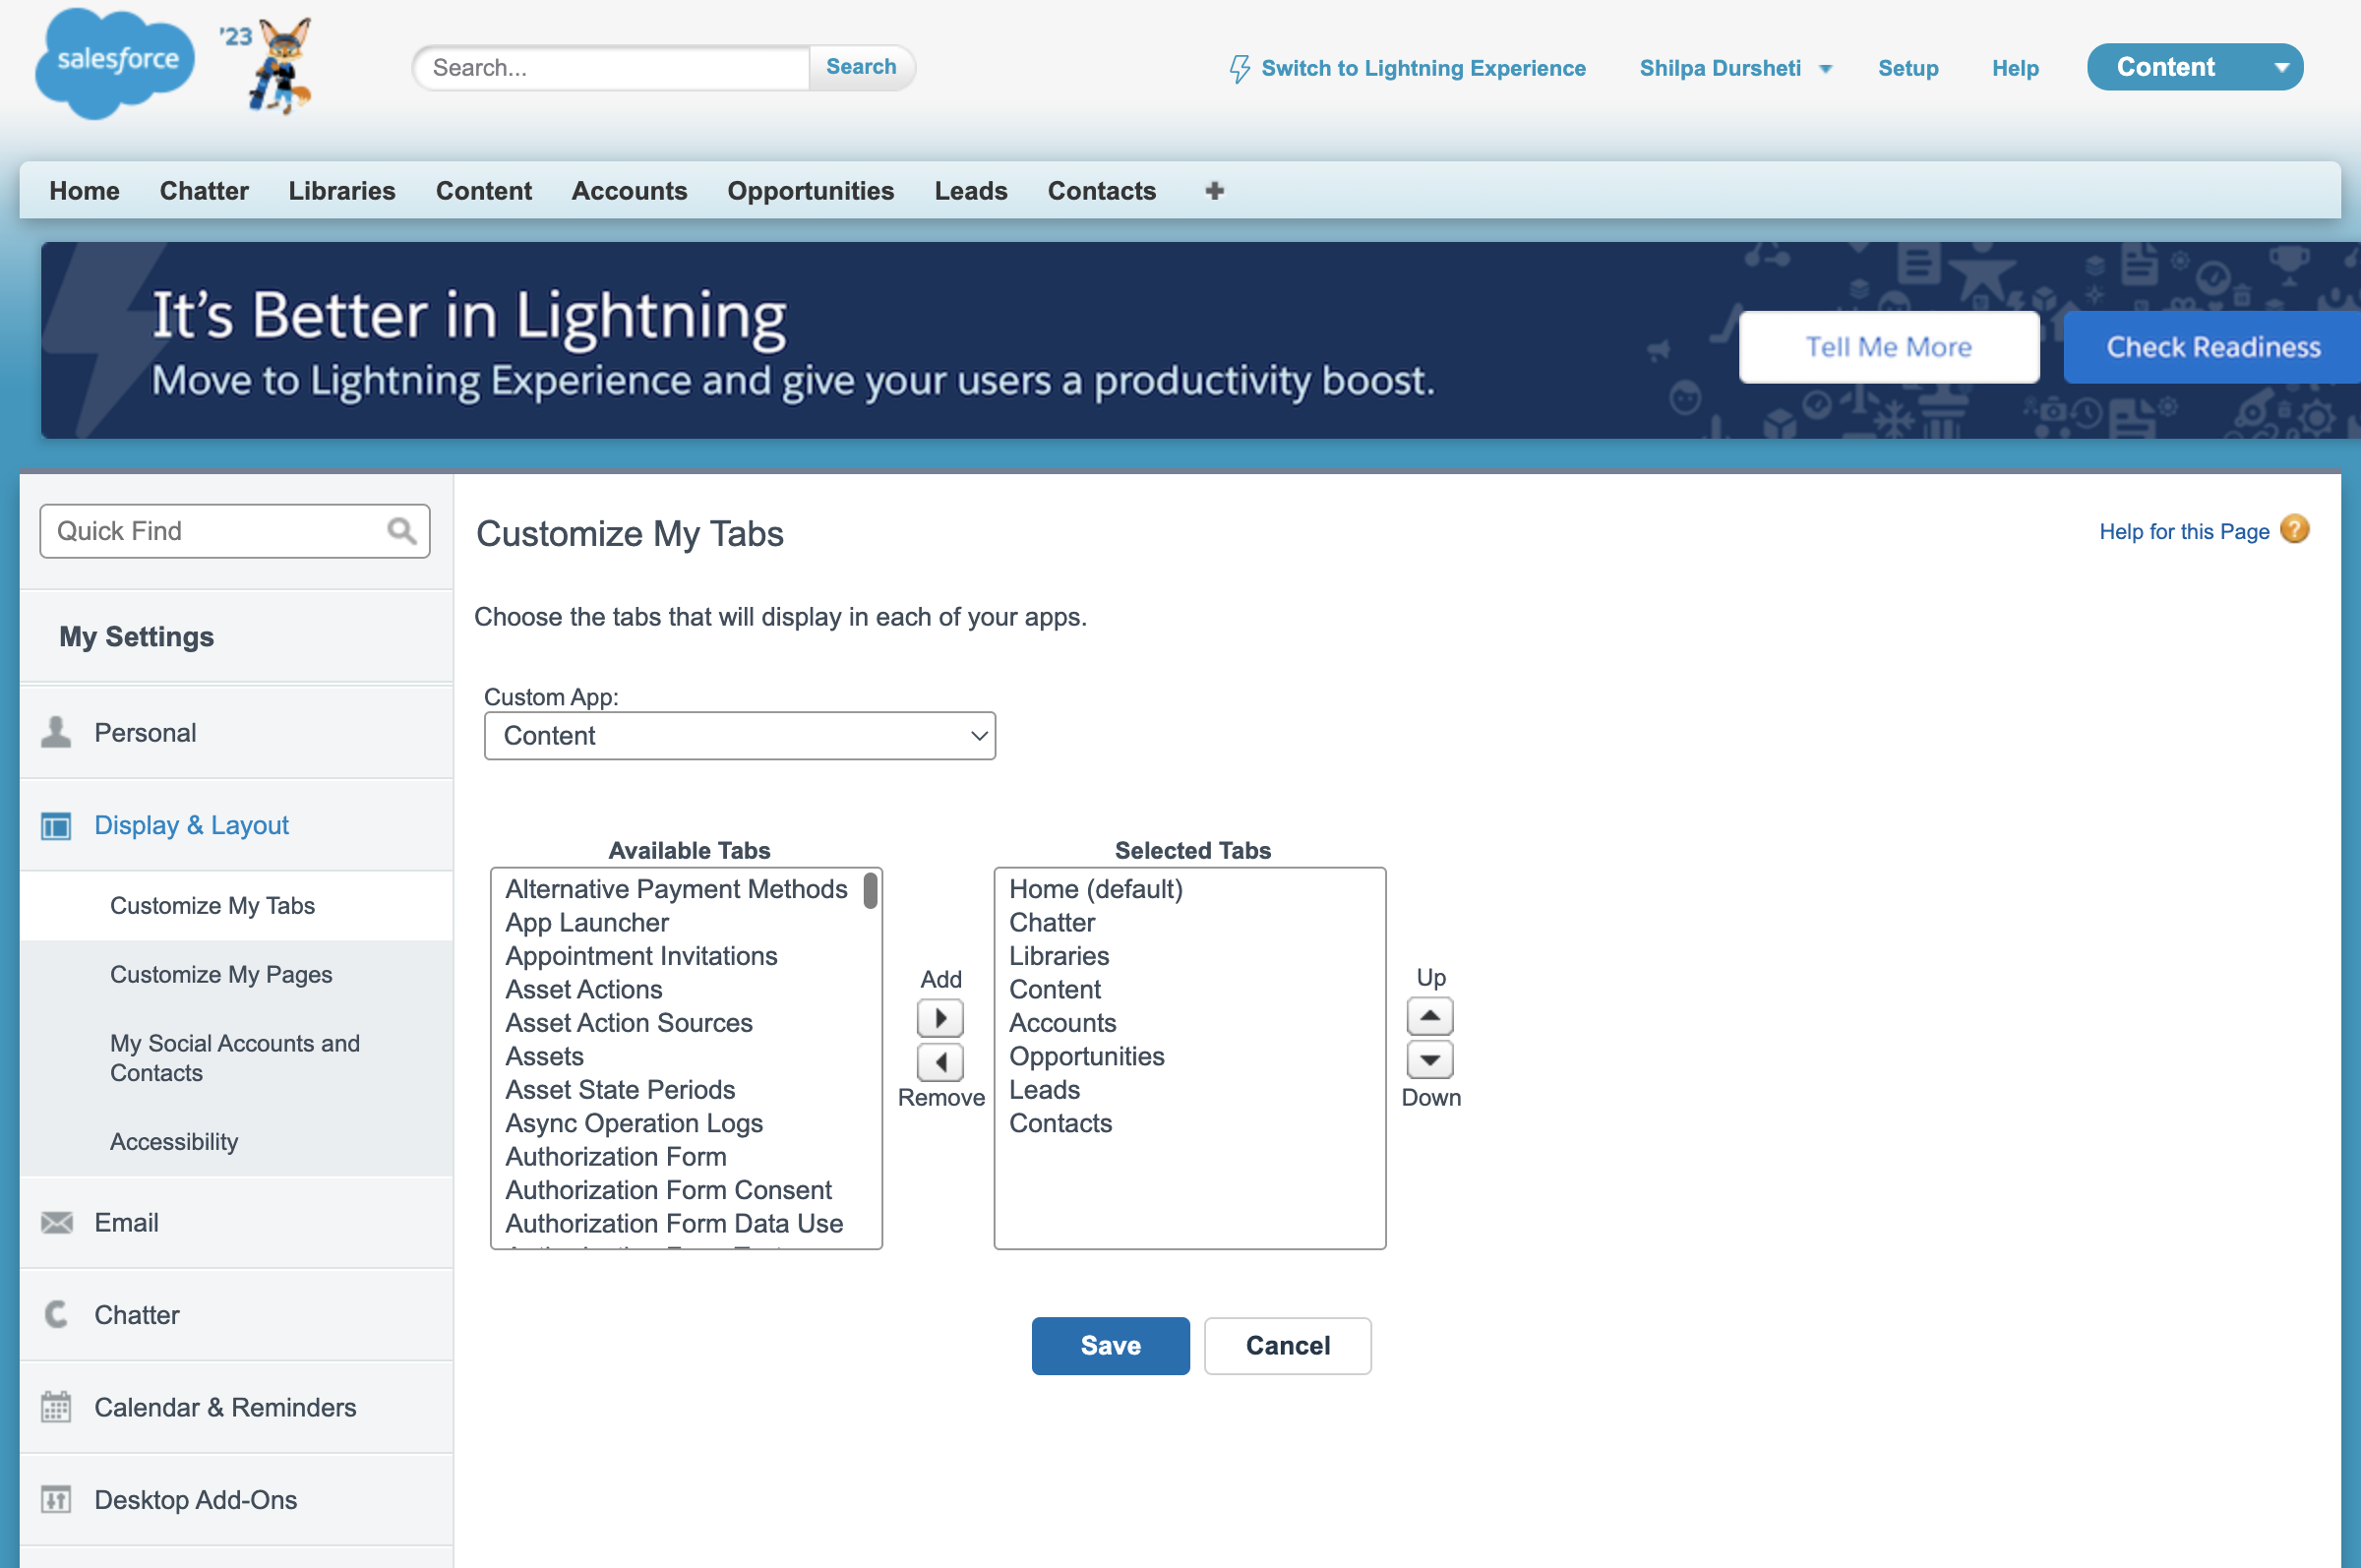 salesforce
'23
Search...
Search
Switch to Lightning Experience
Shilpa Dursheti
Setup
Help
Content
Home
Chatter
Libraries
Content
Accounts
Opportunities
Leads
Contacts
It's Better in Lightning
Move to Lightning Experience and give your users a productivity boost.
Tell Me More
Check Readiness
Quick Find
My Settings
Personal
Display & Layout
Customize My Tabs
Customize My Pages
My Social Accounts and
Contacts
Accessibility
Email
Chatter
Calendar & Reminders
Desktop Add-Ons
Customize My Tabs
Help for this Page
Choose the tabs that will display in each of your apps.
Custom App:
Content
Available Tabs
Alternative Payment Methods
App Launcher
Appointment Invitations
Asset Actions
Asset Action Sources
Assets
Asset State Periods
Async Operation Logs
Authorization Form
Authorization Form Consent
Authorization Form Data Use
Add
Remove
Selected Tabs
Home (default)
Chatter
Libraries
Content
Accounts
Opportunities
Leads
Contacts
Up
Down
Save
Cancel